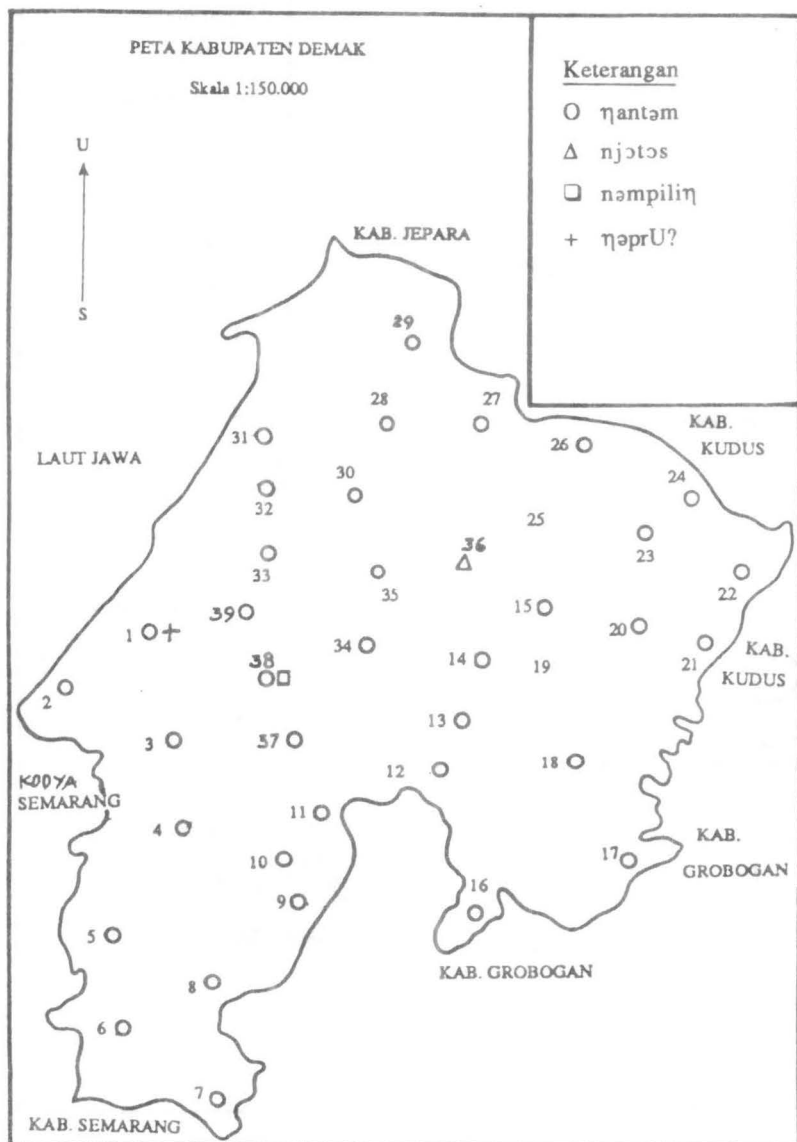 PETA KABUPATEN DEMAK
Skala 1:150.000
U
S
Keterangan
O ηantəm
Δ njɔtɔs
□ nəmpiliη
+ ηəprU?
KAB. JEPARA
29
28
27
31
26
KAB.
KUDUS
LAUT JAWA
30
24
32
25
23
33
36
35
22
39
15
1
34
20
14
19
21
KAB.
KUDUS
38
2
13
3
37
12
18
KODYA
SEMARANG
11
4
KAB.
GROBOGAN
10
17
16
9
5
KAB. GROBOGAN
8
6
7
KAB. SEMARANG